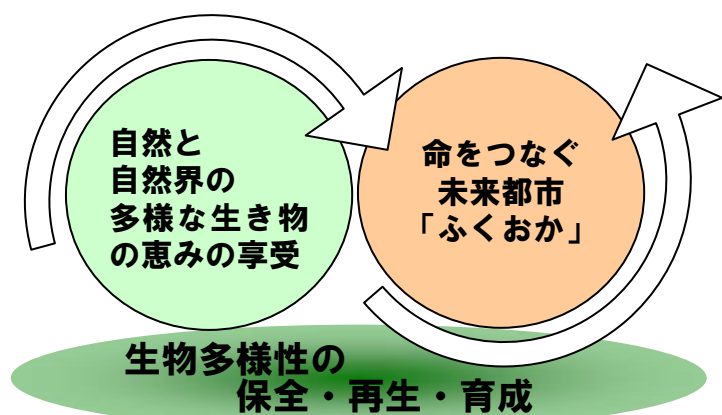 自然と
自然界の
多様な生き物
の恵みの享受
命をつなぐ
未来都市
「ふくおか」
生物多様性の
保全・再生・育成